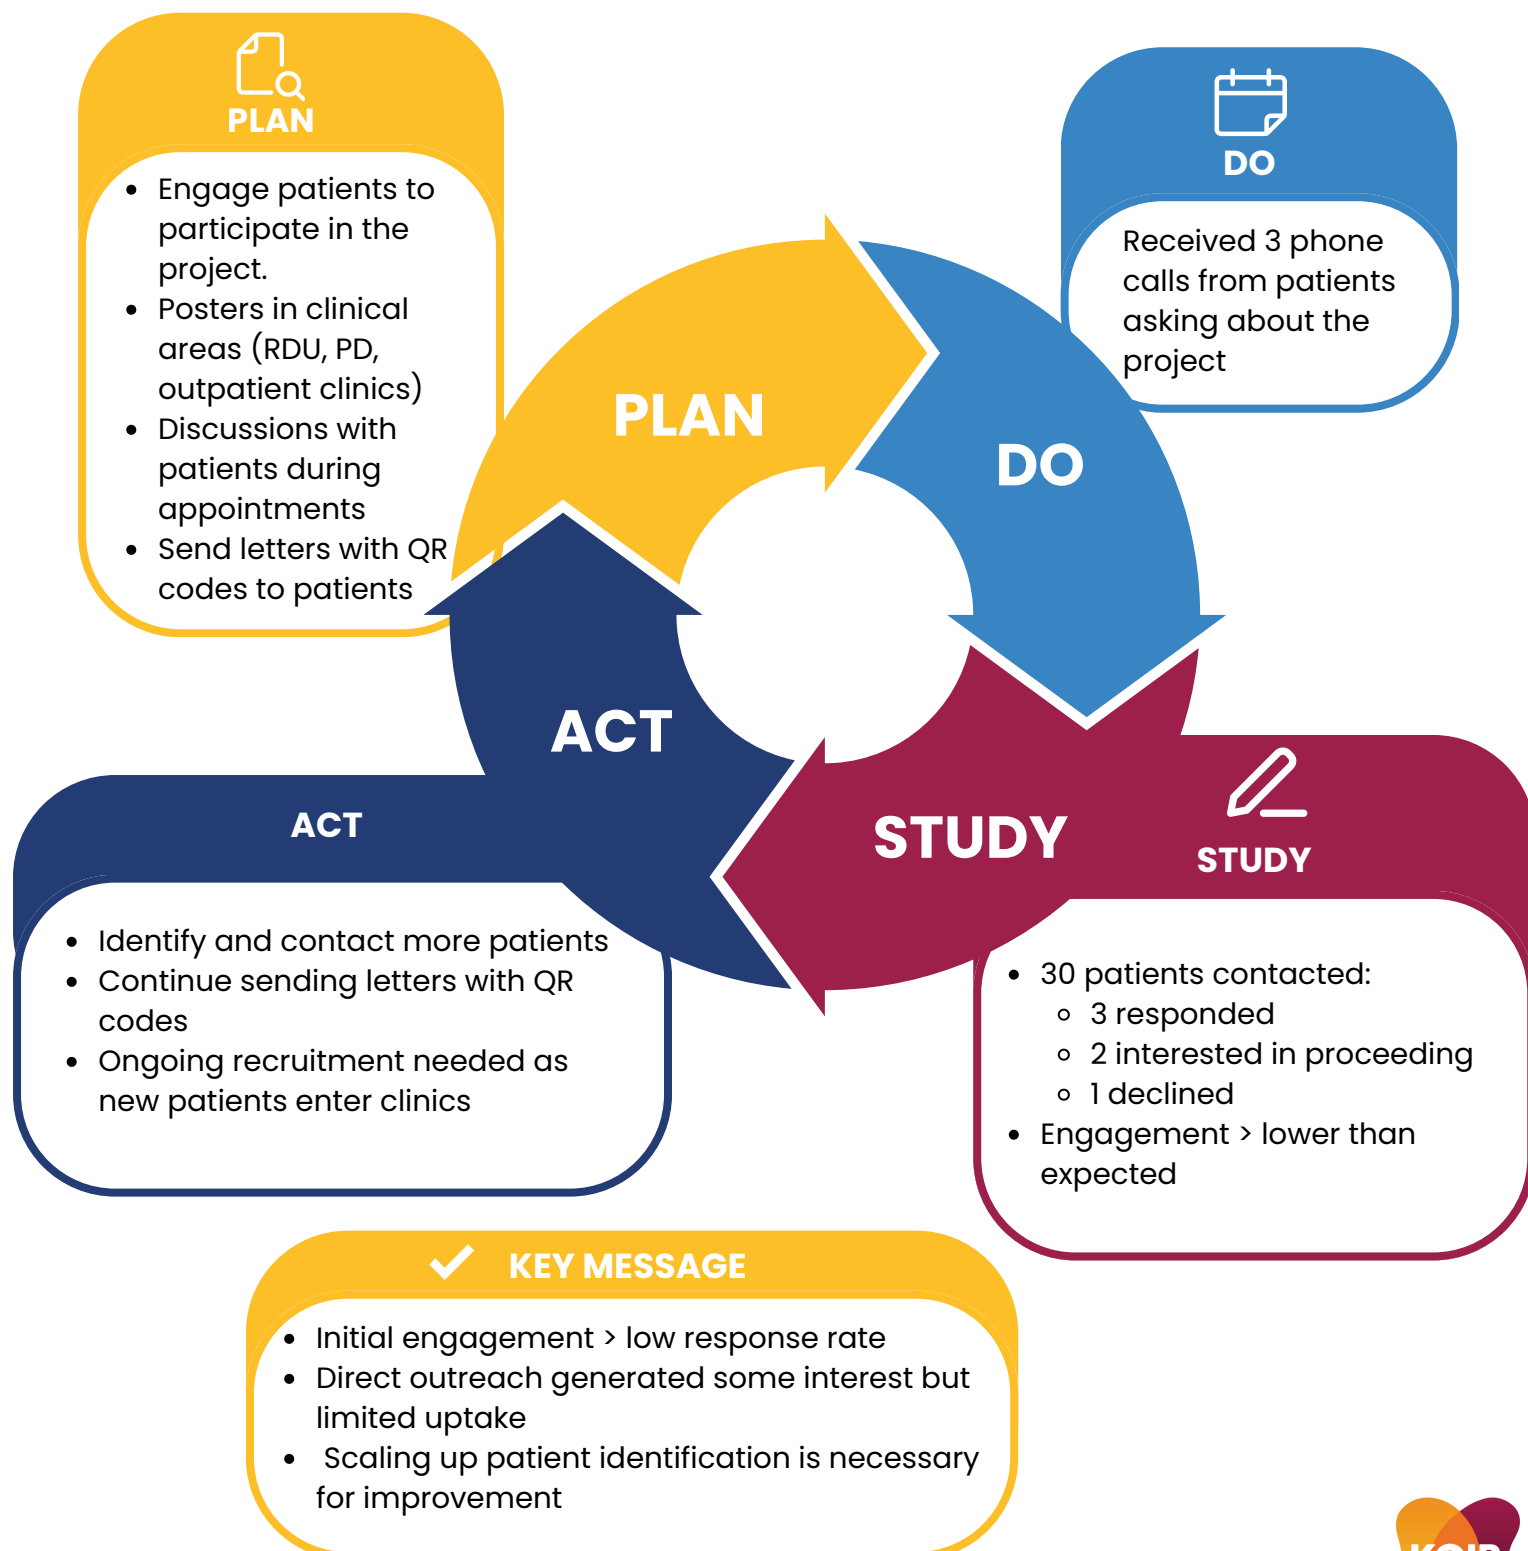 PLAN
• Engage patients to
participate in the
project.
• Posters in clinical
areas (RDU, PD,
outpatient clinics)
• Discussions with
patients during
appointments
• Send letters with QR
codes to patients
DO
Received 3 phone
calls from patients
asking about the
project
PLAN
DO
ACT
STUDY
ACT
• Identify and contact more patients
• Continue sending letters with QR
codes
• Ongoing recruitment needed as
new patients enter clinics
STUDY
• 30 patients contacted:
◦ 3 responded
◦ 2 interested in proceeding
◦ 1 declined
• Engagement > lower than
expected
KEY MESSAGE
• Initial engagement > low response rate
• Direct outreach generated some interest but
limited uptake
• Scaling up patient identification is necessary
for improvement